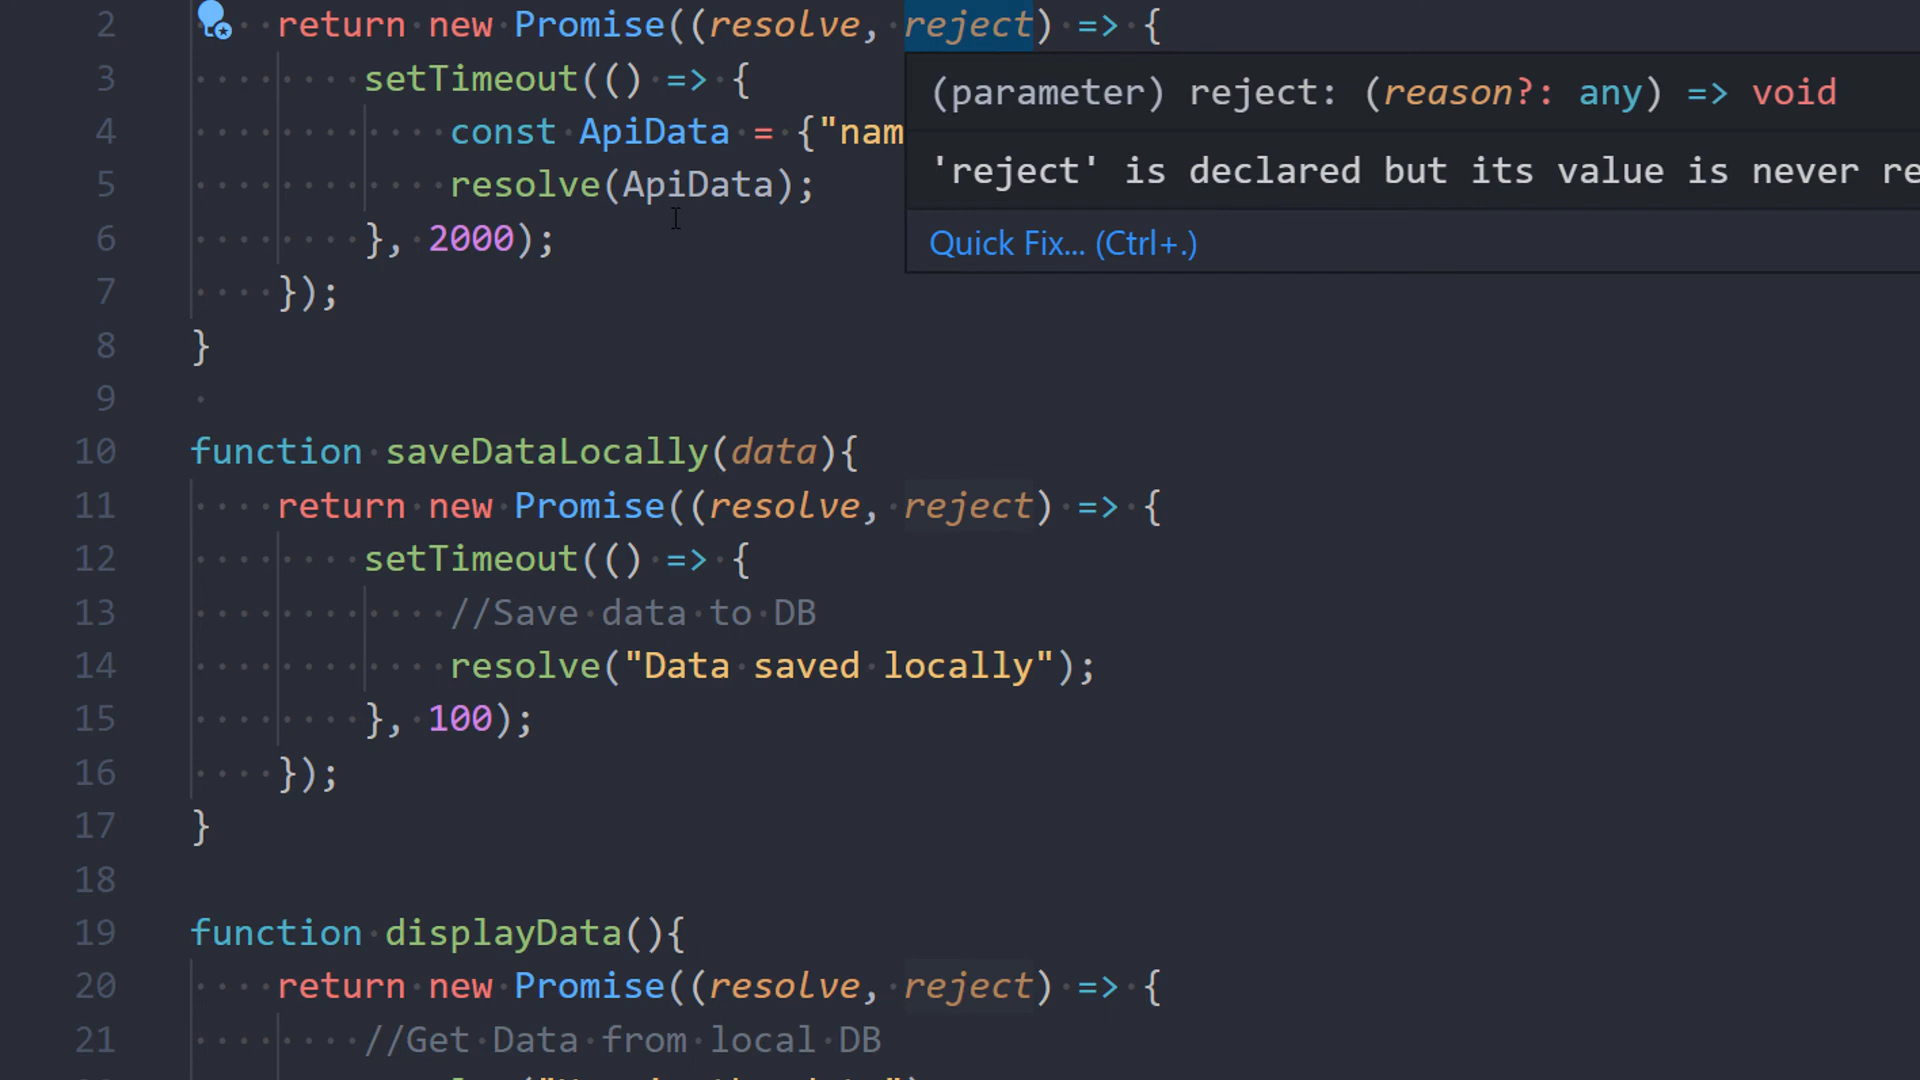 2 return new Promise((resolve, reject) => {
3 setTimeout(() => {
(parameter) reject: (reason?: any) => void
4 const ApiData = {"nam
'reject' is declared but its value is never re
5 resolve(ApiData);
6 }, 2000);
Quick Fix... (Ctrl+.)
7 });
8 }
9
10 function saveDataLocally(data){
11 return new Promise((resolve, reject) => {
12 setTimeout(() => {
13 //Save data to DB
14 resolve("Data saved locally");
15 }, 100);
16 });
17 }
18
19 function displayData(){
20 return new Promise((resolve, reject) => {
21 //Get Data from local DB